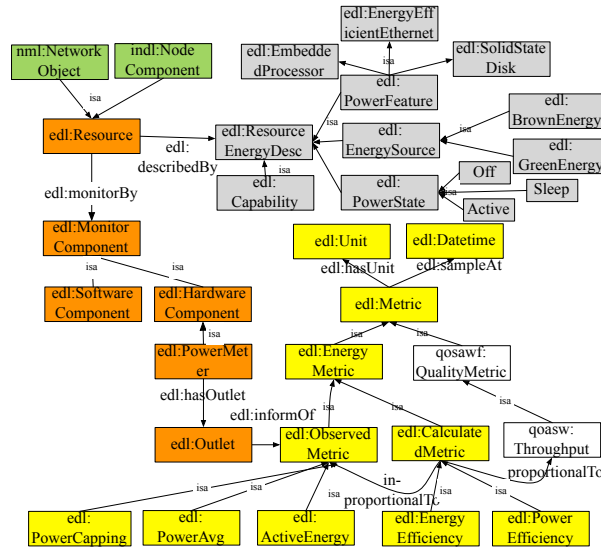 edl:EnergyEff
icientEthernet
nml:Network
Object
indl:Node
Component
edl:Embedde
dProcessor
edl:SolidState
Disk
isa
edl:
PowerFeature
isa
edl:
BrownEnergy
edl:Resource
edl:
describedBy
edl:Resource
EnergyDesc
isa
edl:
EnergySource
isa
edl:
GreenEnergy
Off
isa
edl:monitorBy
edl:
Capability
edl:
PowerState
isa
Sleep
Active
edl:Monitor
Component
edl:Unit
edl:Datetime
edl:hasUnit
edl:sampleAt
isa
isa
edl:Software
Component
edl:Hardware
Component
edl:Metric
isa
isa
isa
edl:PowerMet
er
edl:Energy
Metric
qosawf:
QualityMetric
edl:hasOutlet
edl:informOf
isa
isa
isa
edl:Outlet
edl:Observed
Metric
edl:Calculate
dMetric
qoasw:
Throughput
in-
proportionalTo
proportionalTo
isa
isa
isa
isa
isa
edl:
PowerCapping
edl:
PowerAvg
edl:
ActiveEnergy
edl:Energy
Efficiency
edl:Power
Efficiency